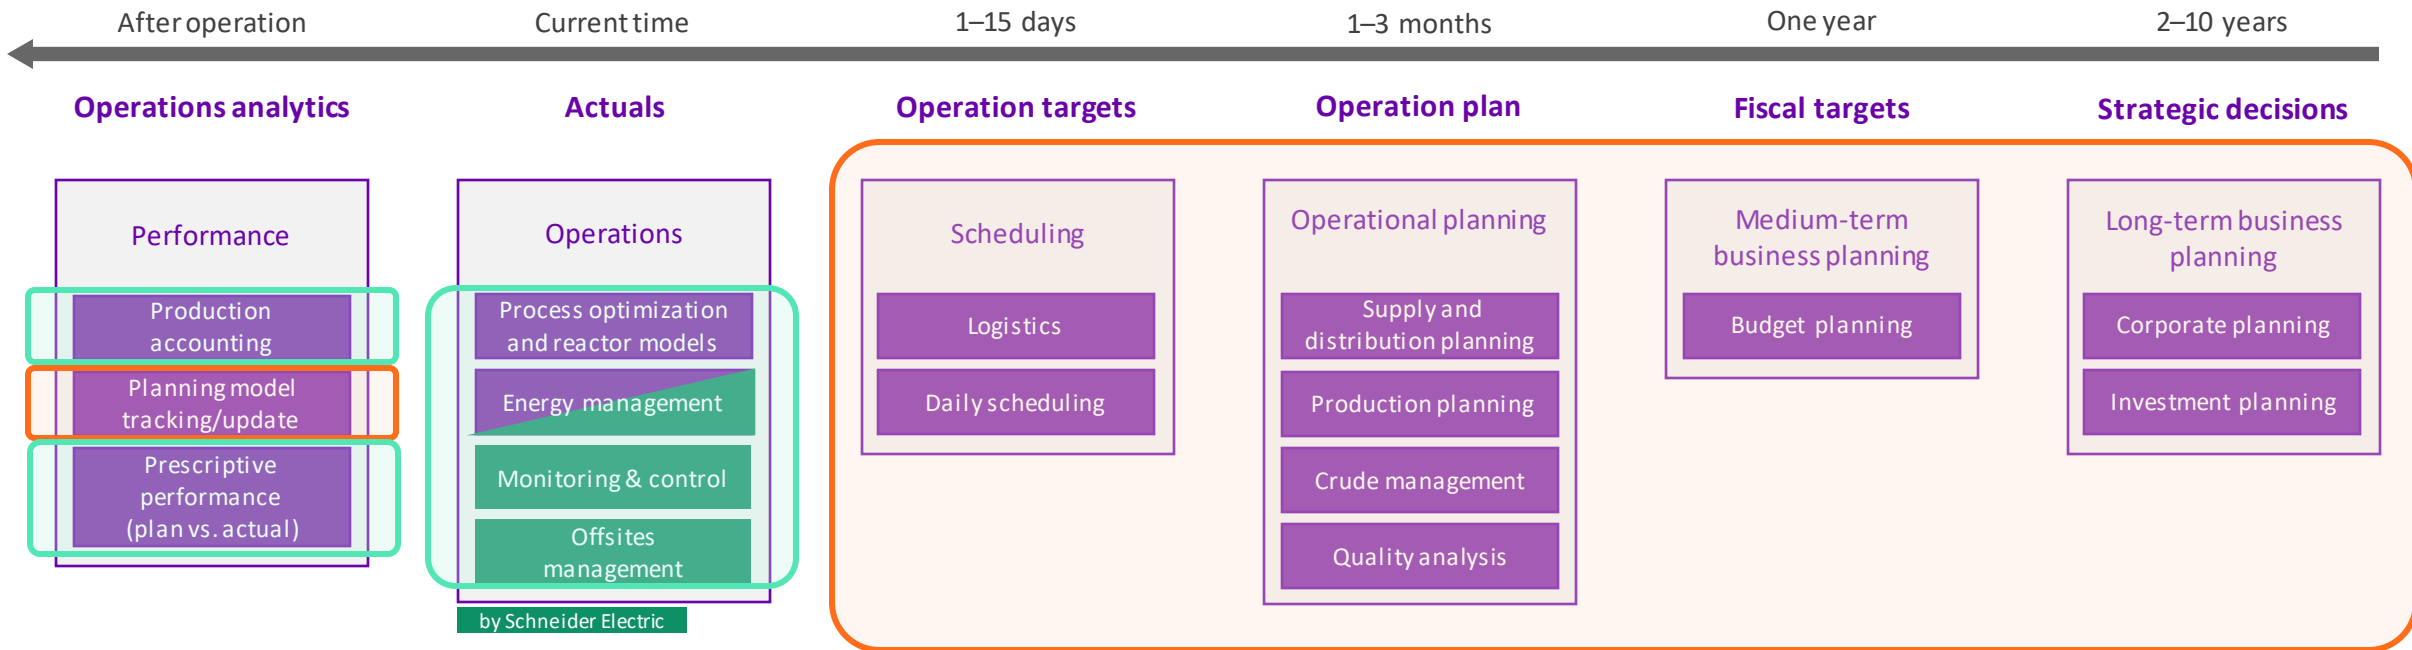 After operation
Current time
1–15 days
1–3 months
One year
2–10 years
Operations analytics
Actuals
Operation targets
Operation plan
Fiscal targets
Strategic decisions
Performance
Production
accounting
Planning model
tracking/update
Prescriptive
performance
(plan vs. actual)
Operations
Process optimization
and reactor models
Energy management
Monitoring & control
Offsites
management
by Schneider Electric
Scheduling
Logistics
Daily scheduling
Operational planning
Supply and
distribution planning
Production planning
Crude management
Quality analysis
Medium-term
business planning
Budget planning
Long-term business
planning
Corporate planning
Investment planning